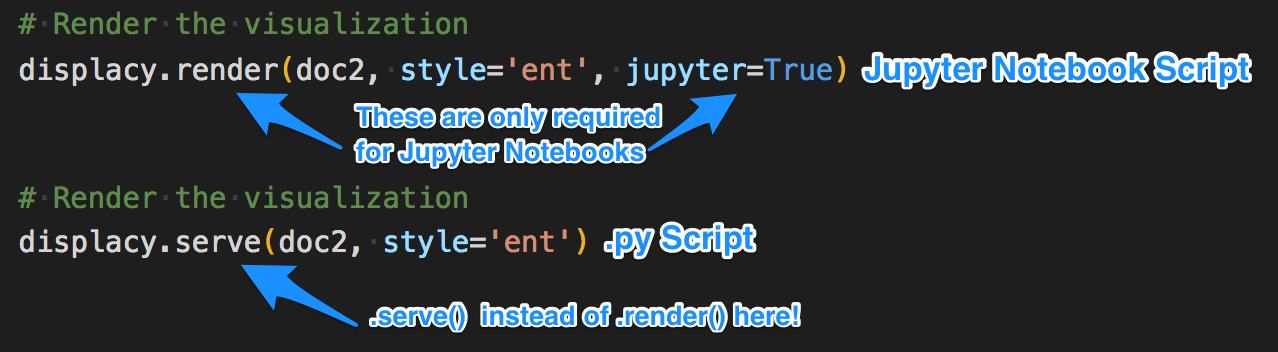 # Render the visualization
displacy.render(doc2, style='ent', jupyter=True) Jupyter Notebook Script
These are only required
for Jupyter Notebooks
# Render the visualization
displacy.serve(doc2, style='ent') .py Script
.serve() instead of .render() here!